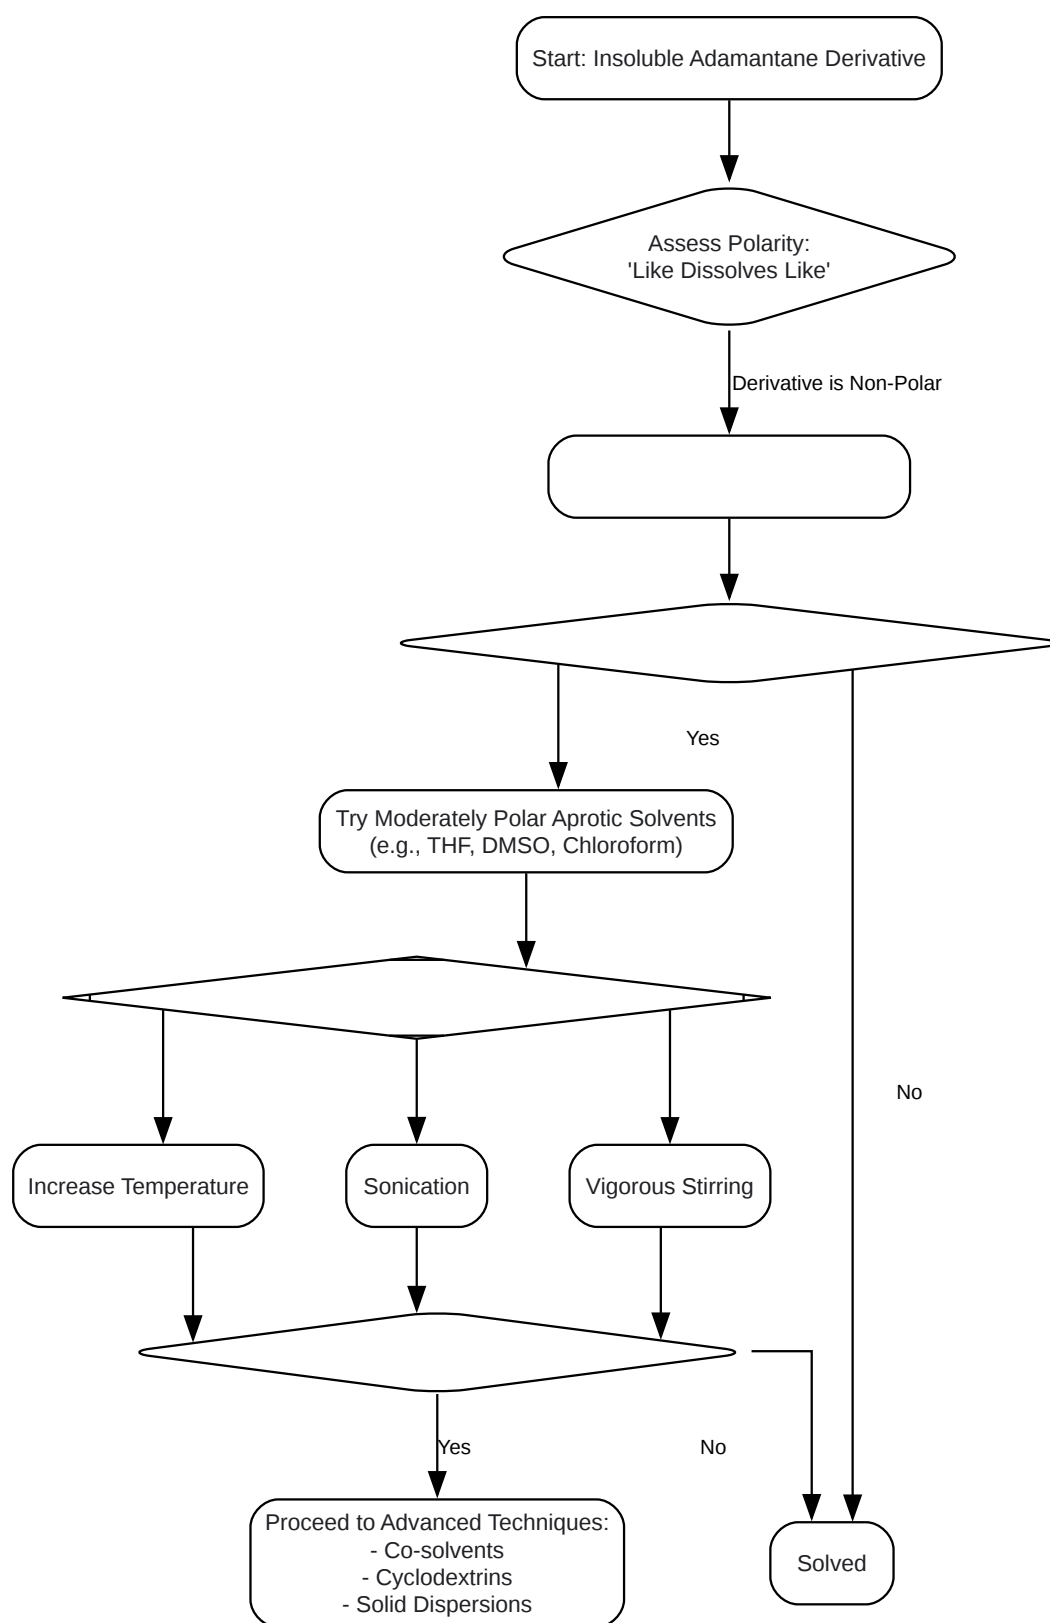 Start: Insoluble Adamantane Derivative
Assess Polarity:
'Like Dissolves Like'
Derivative is Non-Polar
Yes
Try Moderately Polar Aprotic Solvents
(e.g., THF, DMSO, Chloroform)
No
Increase Temperature
Sonication
Vigorous Stirring
Yes
No
Proceed to Advanced Techniques:
- Co-solvents
- Cyclodextrins
- Solid Dispersions
Solved